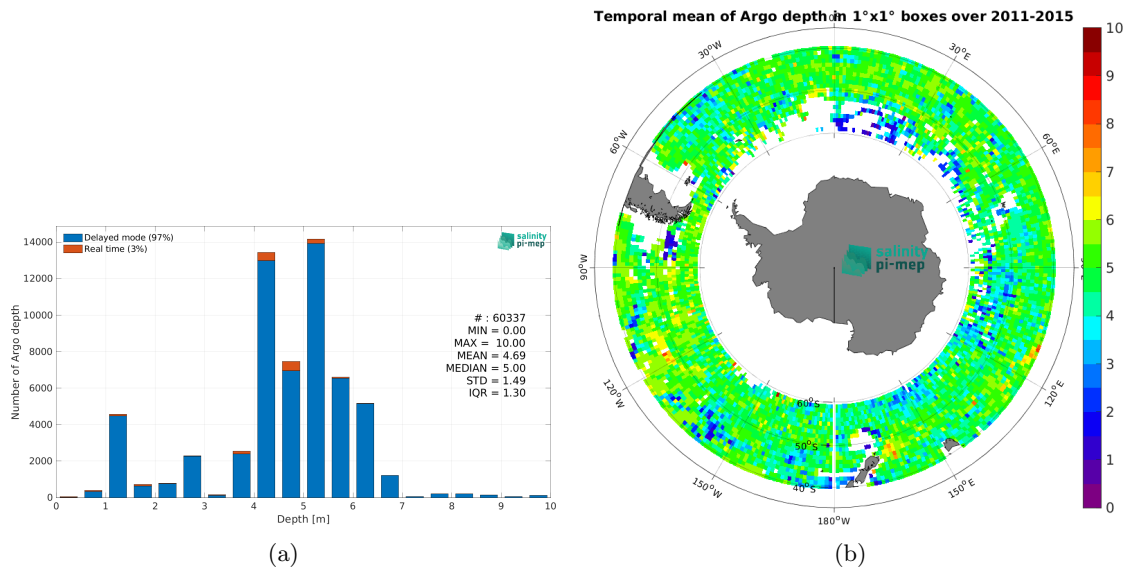 Temporal mean of Argo depth in 1°x1° boxes over 2011-2015
Delayed mode (97%)
Real time (3%)
salinity
pi-mep
# : 60337
MIN = 0.00
MAX = 10.00
MEAN = 4.69
MEDIAN = 5.00
STD = 1.49
IQR = 1.30
Number of Argo depth
14000
12000
10000
8000
6000
4000
2000
0
0 1 2 3 4 5 6 7 8 9 10
Depth [m]
(a)
0°E
30°E
60°E
120°E
150°E
180°W
150°W
120°W
90°W
60°W
30°W
60°S
50°S
40°S
salinity
pi-mep
10
9
8
7
6
5
4
3
2
1
0
(b)